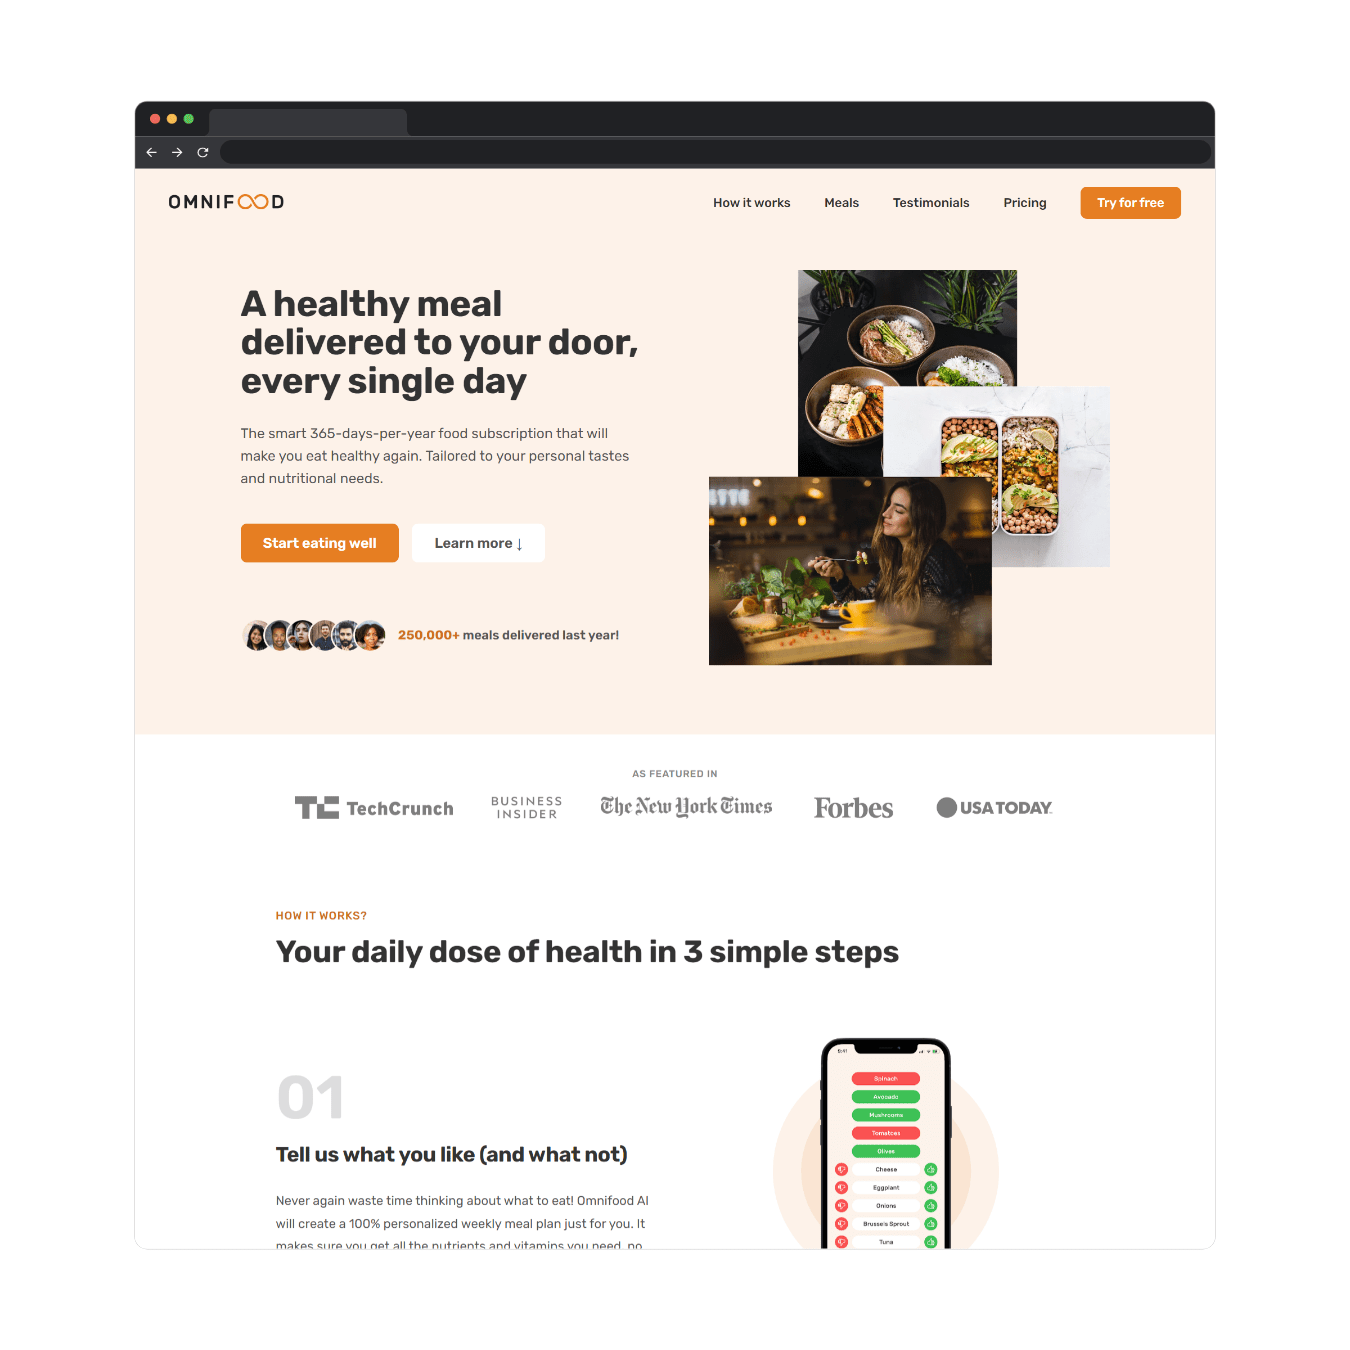 OMNIFOOD
How it works
Meals
Testimonials
Pricing
Try for free
A healthy meal
delivered to your door,
every single day
The smart 365-days-per-year food subscription that will
make you eat healthy again. Tailored to your personal tastes
and nutritional needs.
Start eating well
Learn more ↓
250,000+ meals delivered last year!
AS FEATURED IN
TC TechCrunch
BUSINESS
INSIDER
The New York Times
Forbes
USA TODAY
HOW IT WORKS?
Your daily dose of health in 3 simple steps
01
Tell us what you like (and what not)
Never again waste time thinking about what to eat! Omnifood AI
will create a 100% personalized weekly meal plan just for you. It
makes sure you get all the nutrients and vitamins you need, no
9:41
Spinach
Avocado
Mushrooms
Tomatoes
Olives
Cheese
Eggplant
Onions
Brussels Sprout
Tuna